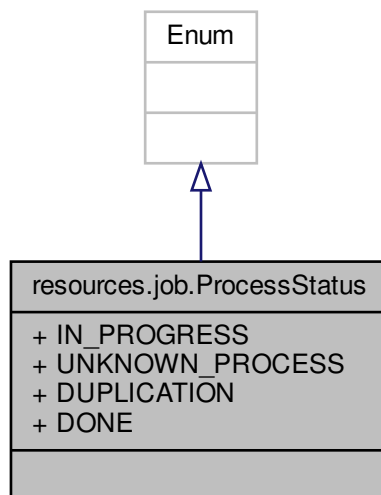 Enum
resources.job.ProcessStatus
+ IN_PROGRESS
+ UNKNOWN_PROCESS
+ DUPLICATION
+ DONE